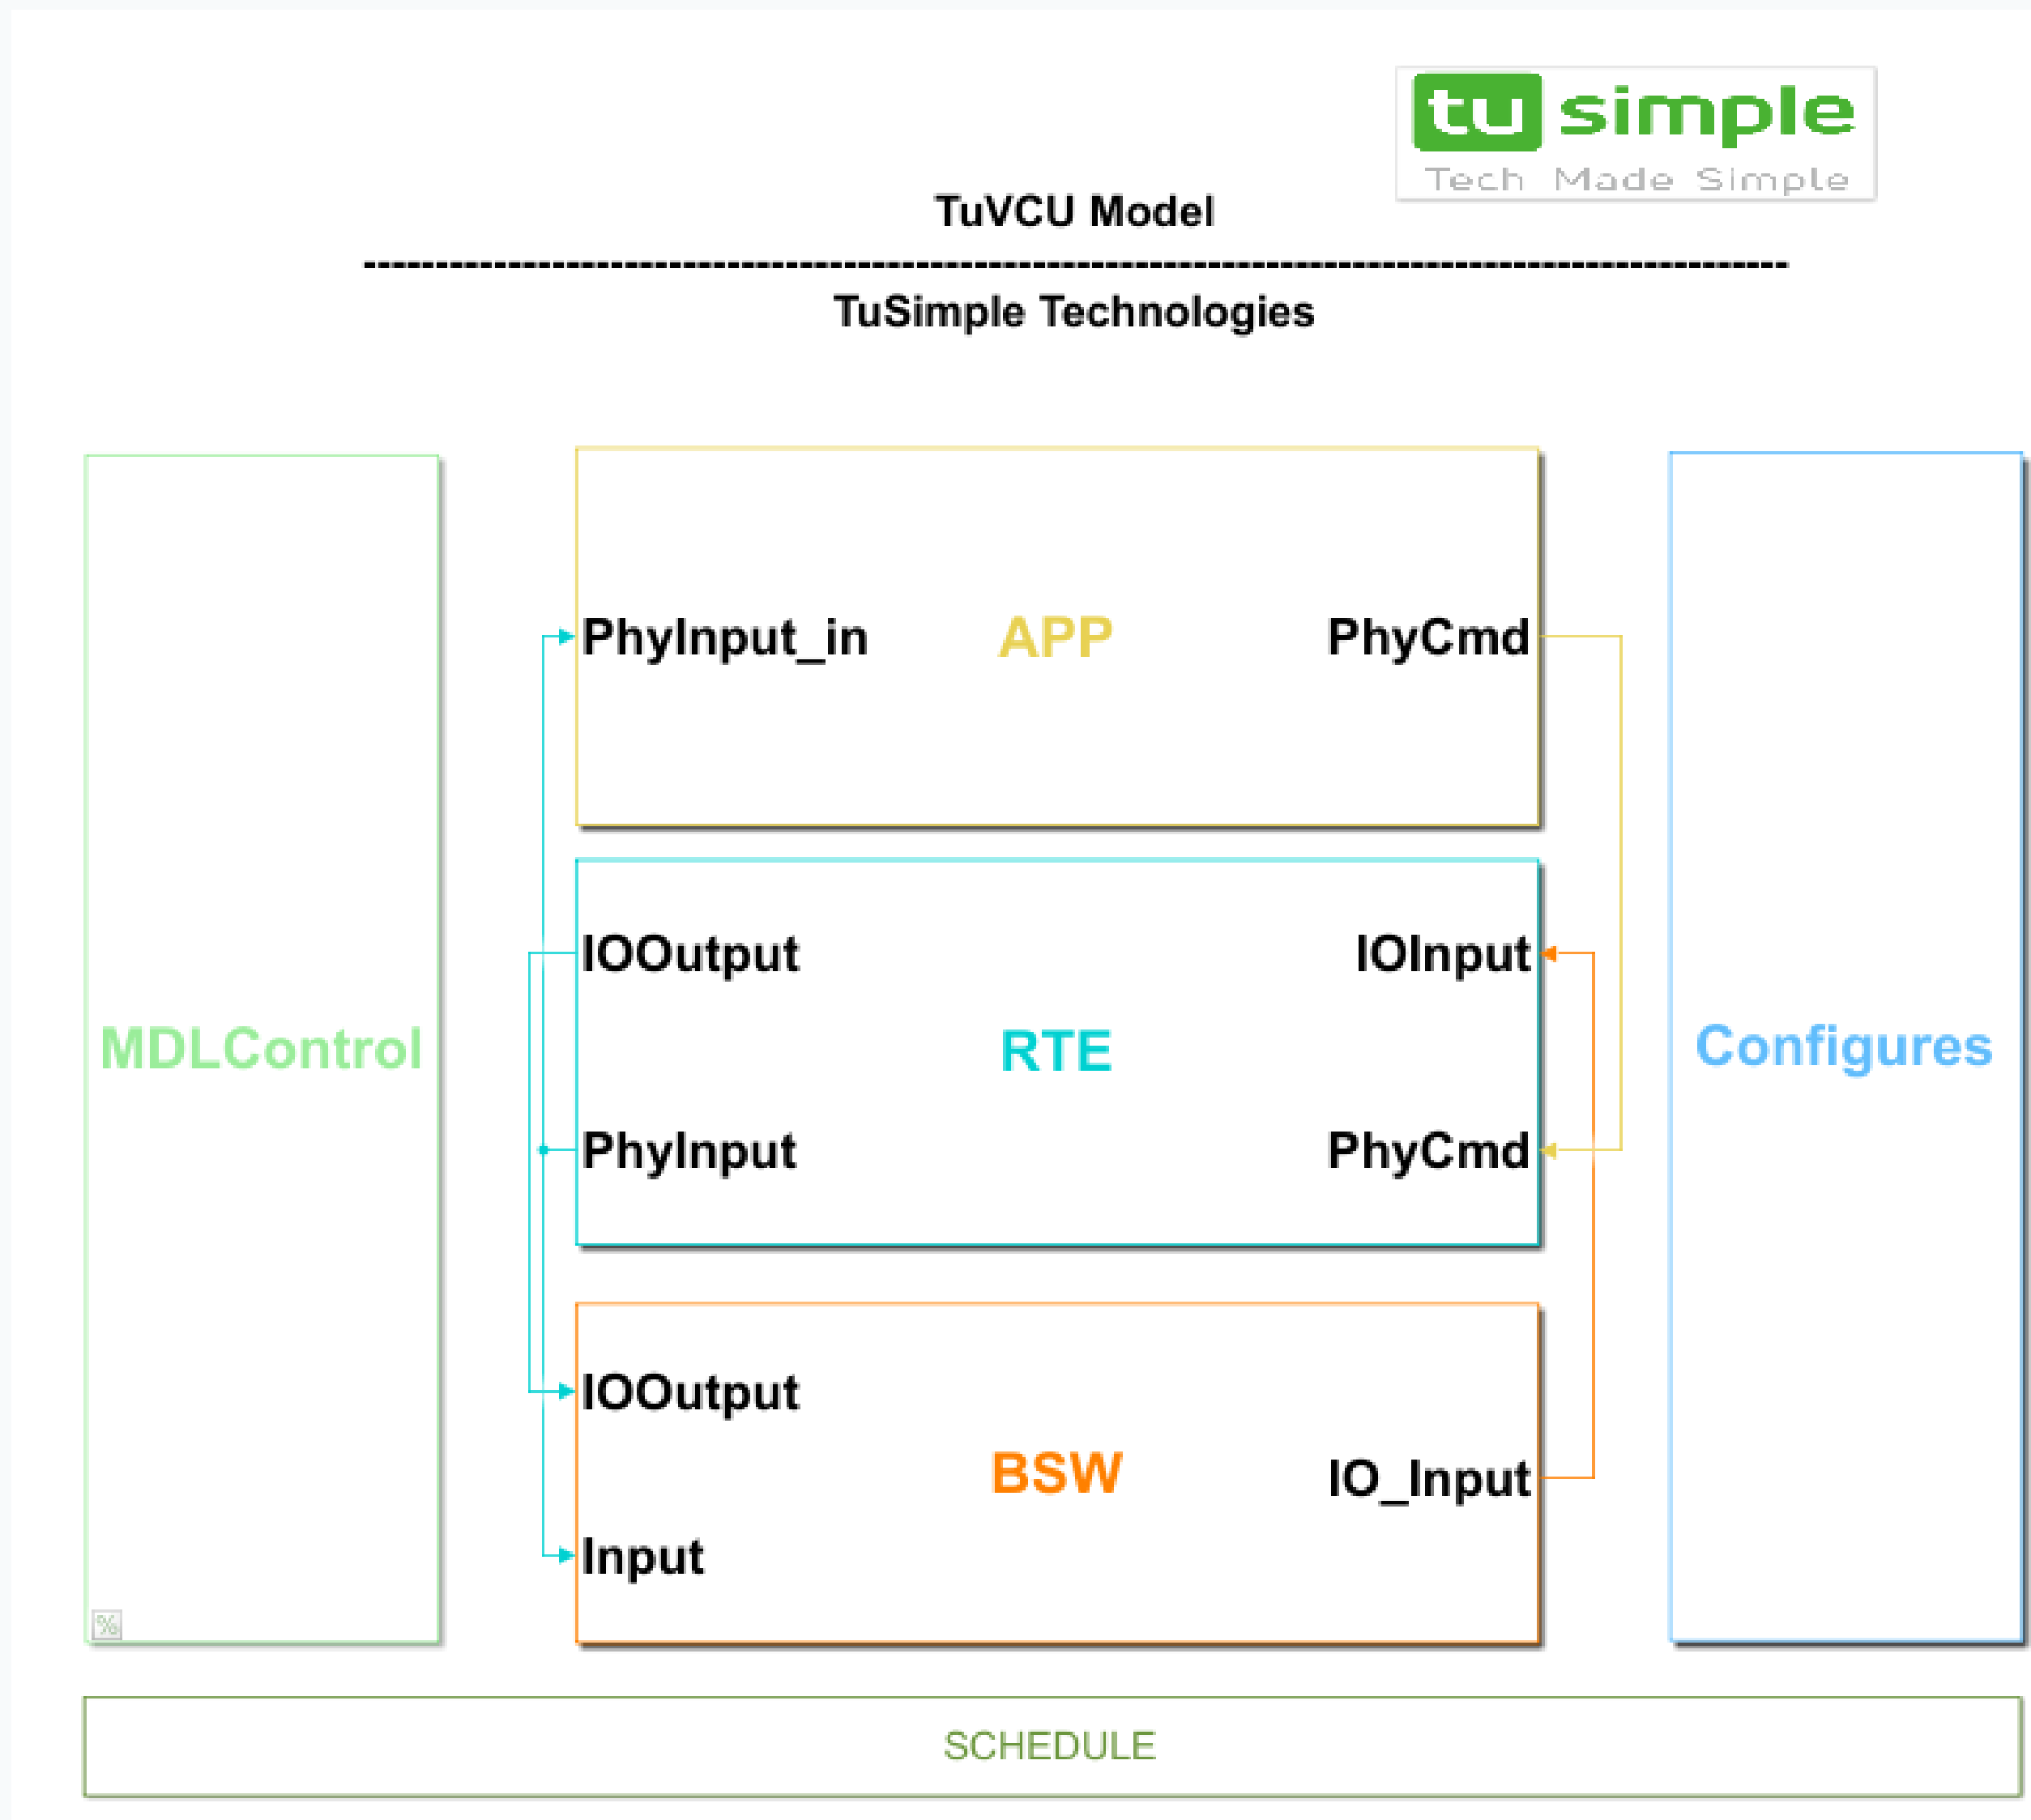 tu simple
Tech Made Simple
TuVCU Model
--------------------------------------------------------------------------------------------------
TuSimple Technologies
PhyInput_in APP PhyCmd
IOOutput IOInput
MDLControl RTE Configures
PhyInput PhyCmd
IOOutput
BSW IO_Input
Input
SCHEDULE